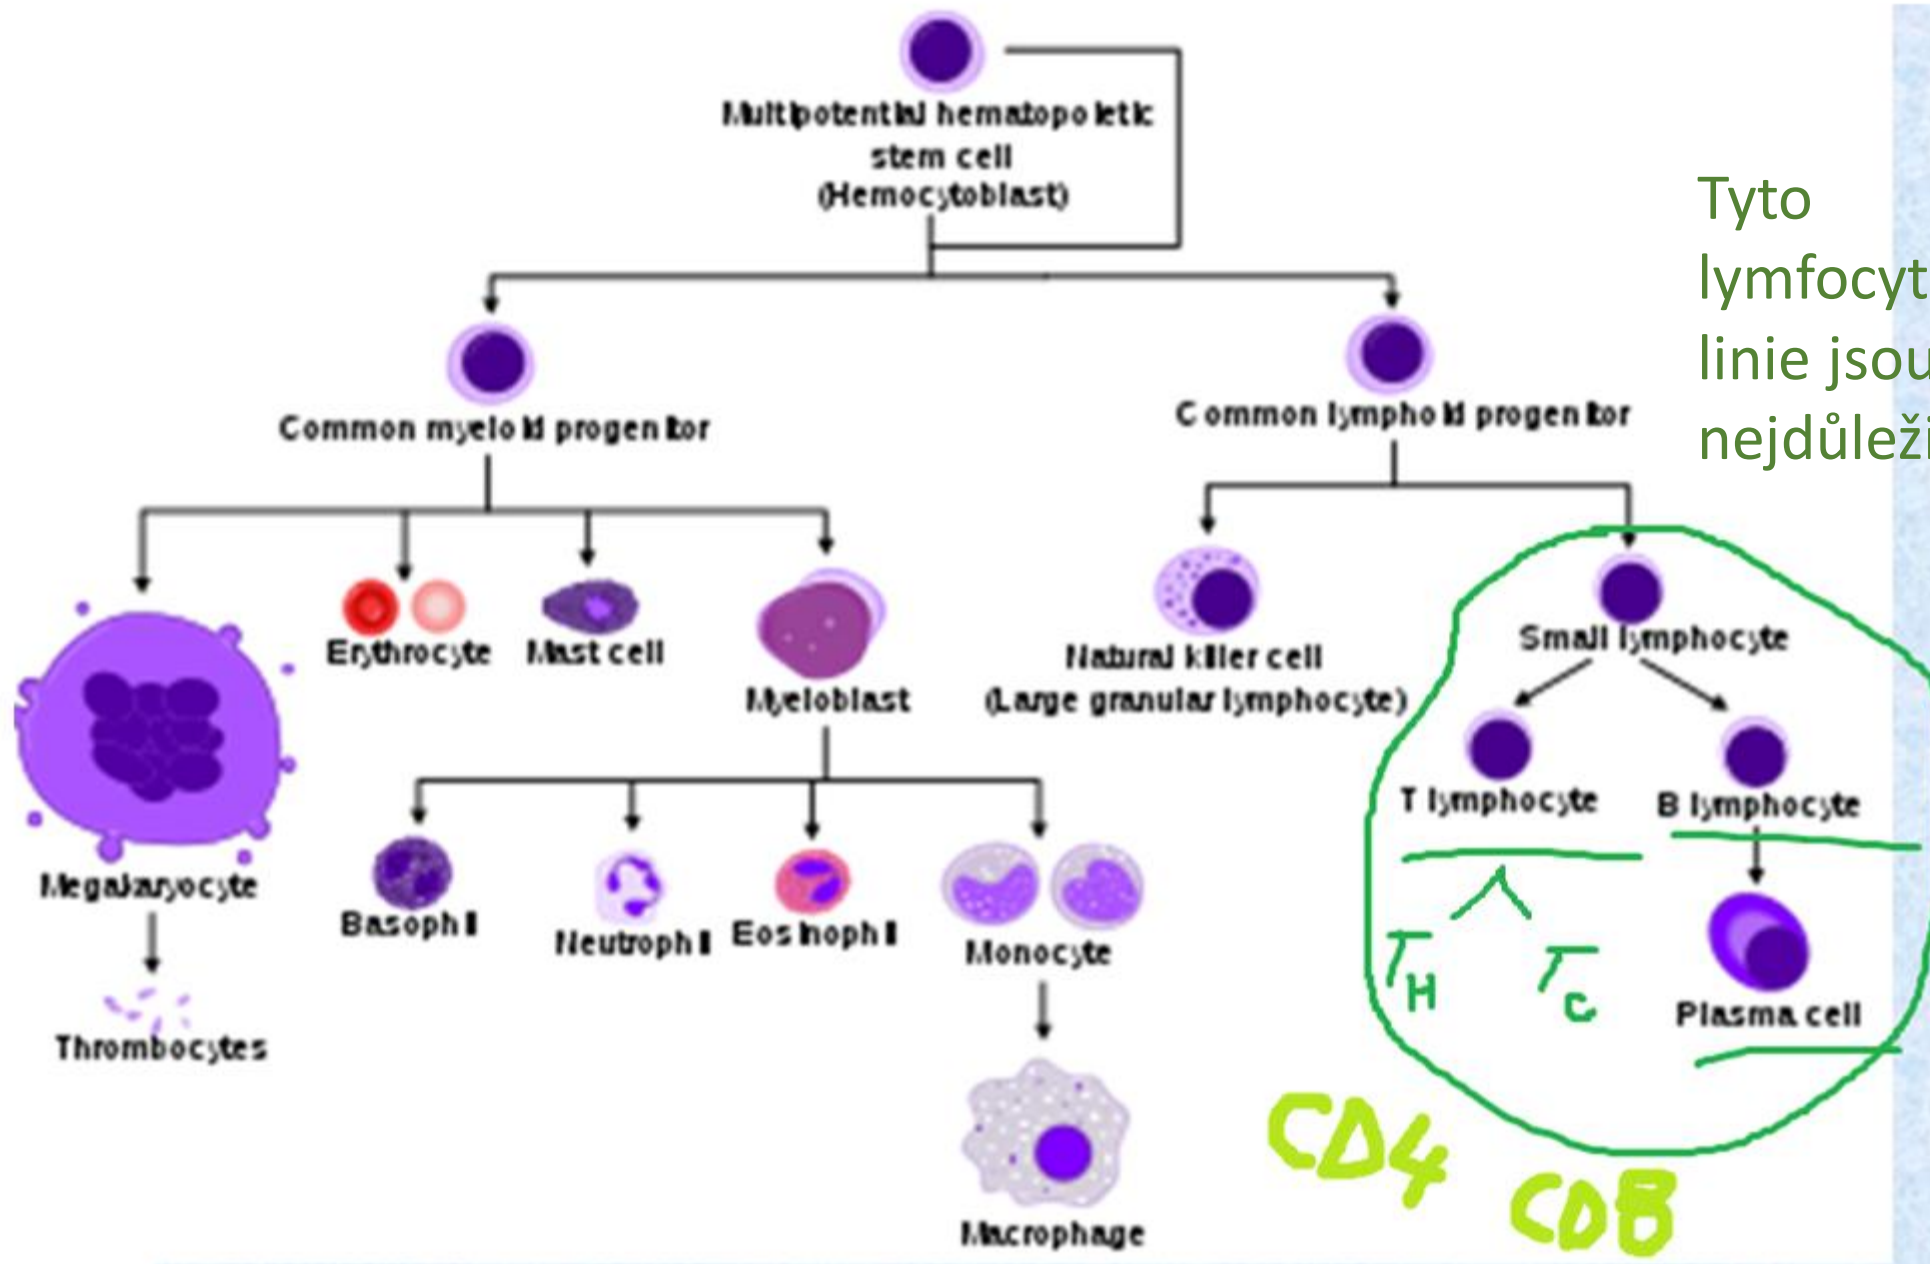 Multipotential hematopoietic
stem cell
(Hemocytoblast)
Tyto
lymfocyt
linie jsou
nejdůleži
Common myeloid progenitor
Common lymphoid progenitor
Erythrocyte
Mast cell
Myeloblast
Natural killer cell
(Large granular lymphocyte)
Small lymphocyte
T lymphocyte
B lymphocyte
Megakaryocyte
Basophil
Neutrophil
Eosinophil
Monocyte
TH
TC
Plasma cell
Thrombocytes
CD4
CD8
Macrophage